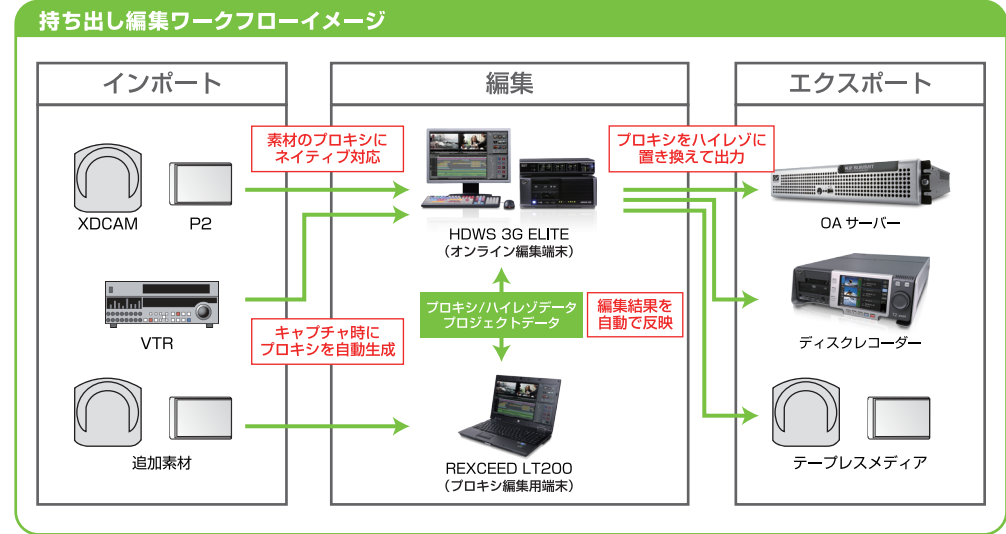 持ち出し編集ワークフローイメージ
インポート
編集
エクスポート
素材のプロキシに
ネイティブ対応
プロキシをハイレゾに
置き換えて出力
XDCAM
P2
HDWS 3G ELITE
（オンライン編集端末）
OA サーバー
プロキシ/ハイレゾデータ
プロジェクトデータ
編集結果を
自動で反映
VTR
キャプチャ時に
プロキシを自動生成
ディスクレコーダー
追加素材
REXCEED LT200
（プロキシ編集用端末）
テープレスメディア